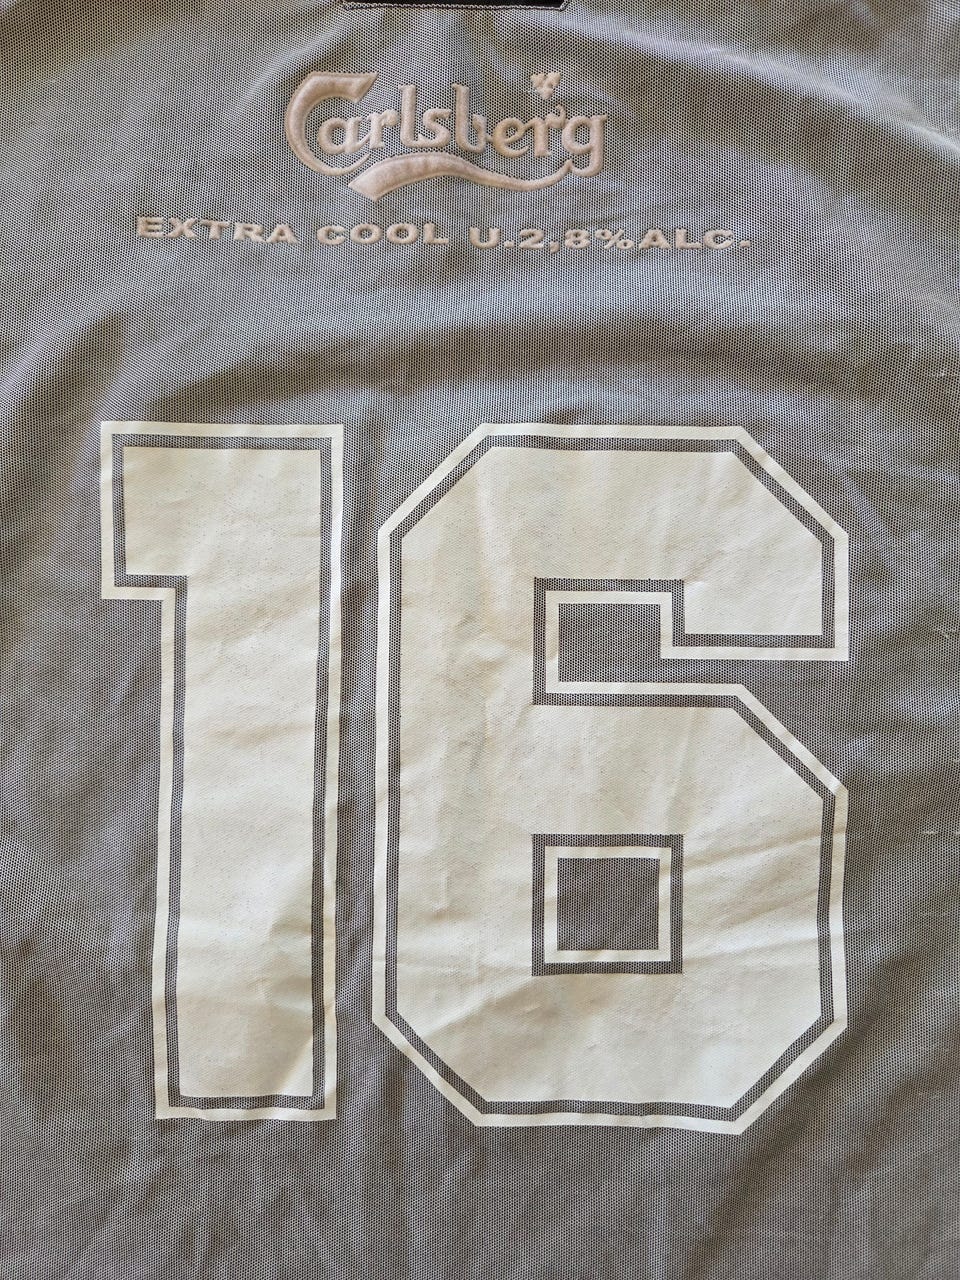 Carlsberg
EXTRA COOL U.2,8%ALC.
16